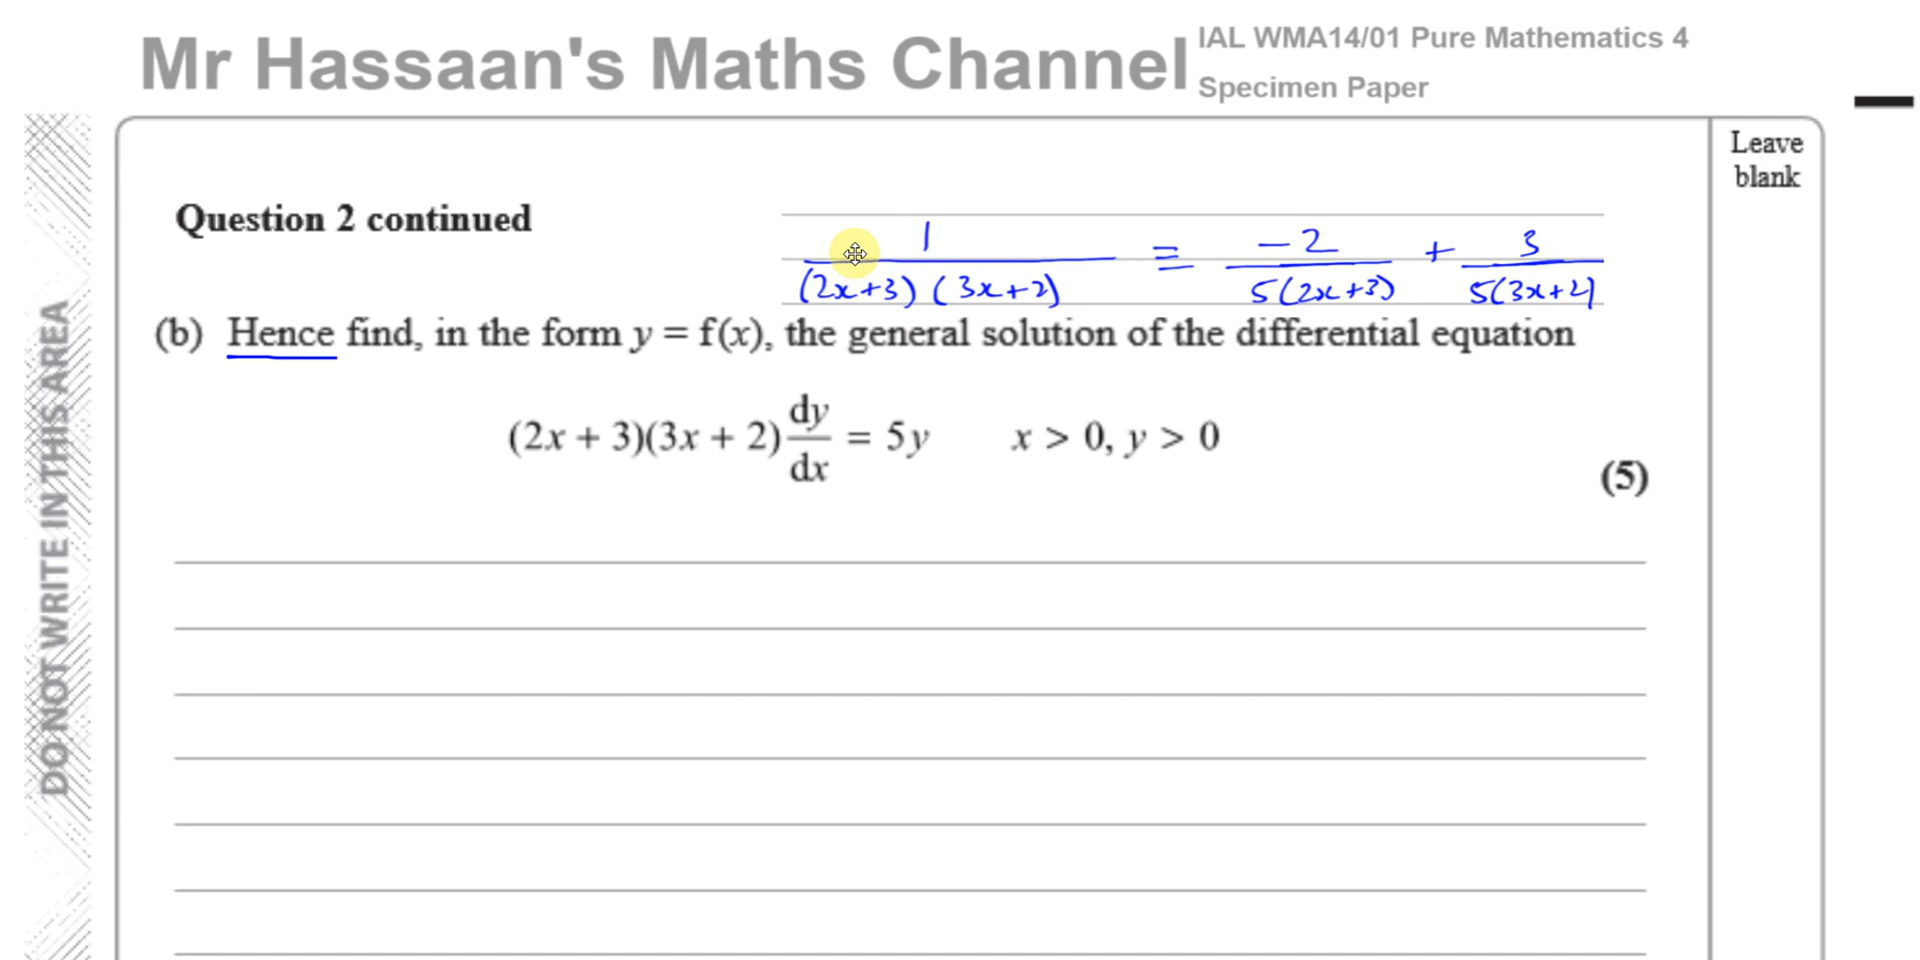 Mr Hassaan's Maths Channel
IAL WMA14/01 Pure Mathematics 4
Specimen Paper
Leave
blank
Question 2 continued
1/((2x+3)(3x+2)) ≡ -2/(5(2x+3)) + 3/(5(3x+2))
(b) Hence find, in the form y = f(x), the general solution of the differential equation
(2x + 3)(3x + 2) dy/dx = 5y x > 0, y > 0
(5)
DO NOT WRITE IN THIS AREA